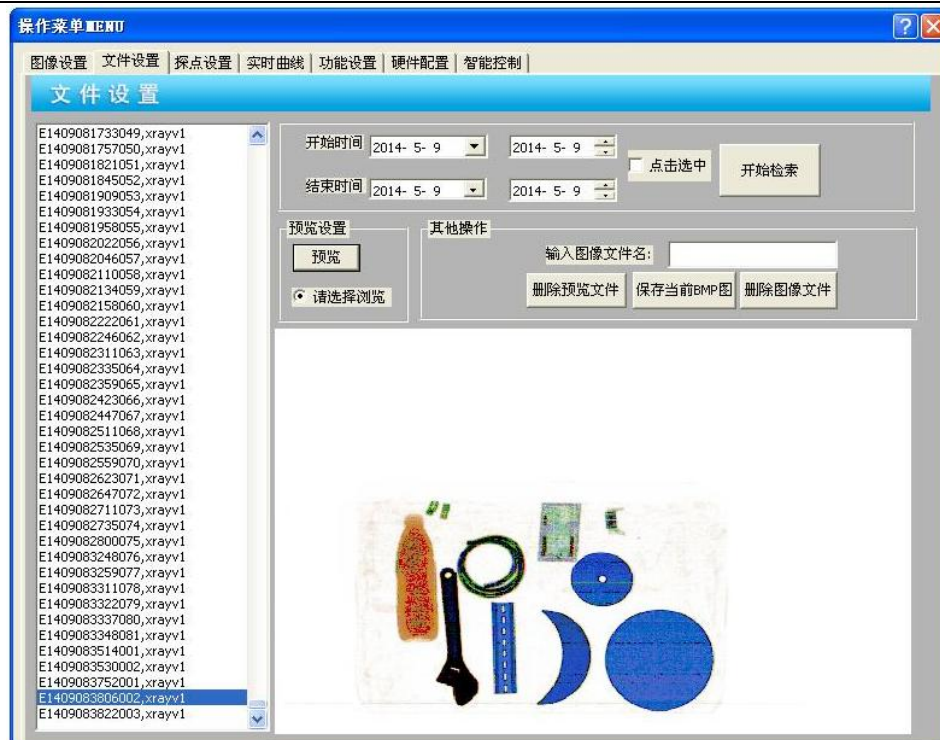 操作菜单MENU
图像设置 文件设置 探点设置 实时曲线 功能设置 硬件配置 智能控制
文件设置
E1409081733049,xrayv1
E1409081757050,xrayv1
E1409081821051,xrayv1
E1409081845052,xrayv1
E1409081909053,xrayv1
E1409081933054,xrayv1
E1409081958055,xrayv1
E1409082022056,xrayv1
E1409082046057,xrayv1
E1409082110058,xrayv1
E1409082134059,xrayv1
E1409082158060,xrayv1
E1409082222061,xrayv1
E1409082246062,xrayv1
E1409082311063,xrayv1
E1409082335064,xrayv1
E1409082359065,xrayv1
E1409082423066,xrayv1
E1409082447067,xrayv1
E1409082511068,xrayv1
E1409082535069,xrayv1
E1409082559070,xrayv1
E1409082623071,xrayv1
E1409082647072,xrayv1
E1409082711073,xrayv1
E1409082735074,xrayv1
E1409082800075,xrayv1
E1409083248076,xrayv1
E1409083259077,xrayv1
E1409083311078,xrayv1
E1409083322079,xrayv1
E1409083337080,xrayv1
E1409083348081,xrayv1
E1409083514001,xrayv1
E1409083530002,xrayv1
E1409083752001,xrayv1
E1409083806002,xrayv1
E1409083822003,xrayv1
开始时间 2014- 5- 9 2014- 5- 9
点击选中 开始检索
结束时间 2014- 5- 9 2014- 5- 9
预览设置
预览
请选择浏览
其他操作
输入图像文件名:
删除预览文件 保存当前BMP图 删除图像文件